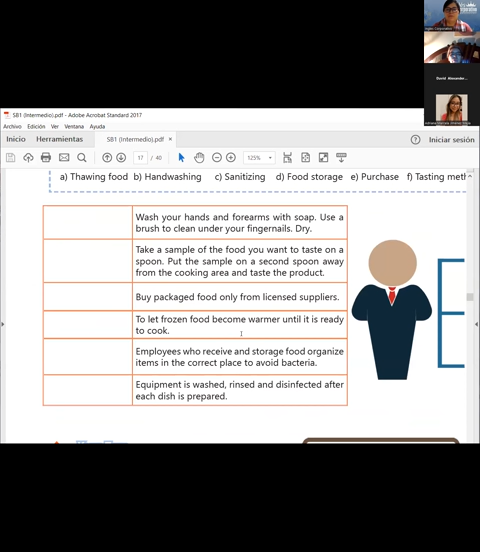 SB1 (Intermedio).pdf - Adobe Acrobat Standard 2017
Archivo Edición Ver Ventana Ayuda
Inicio Herramientas SB1 (Intermedio).pdf × Iniciar sesión
17 / 40 525%
a) Thawing food b) Handwashing c) Sanitizing d) Food storage e) Purchase f) Tasting
Wash your hands and forearms with soap. Use a
brush to clean under your fingernails. Dry.
Take a sample of the food you want to taste on a
spoon. Put the sample on a second spoon away
from the cooking area and taste the product.
Buy packaged food only from licensed suppliers.
To let frozen food become warmer until it is ready
to cook.
Employees who receive and storage food organize
items in the correct place to avoid bacteria.
Equipment is washed, rinsed and disinfected after
each dish is prepared.
David Alexander...